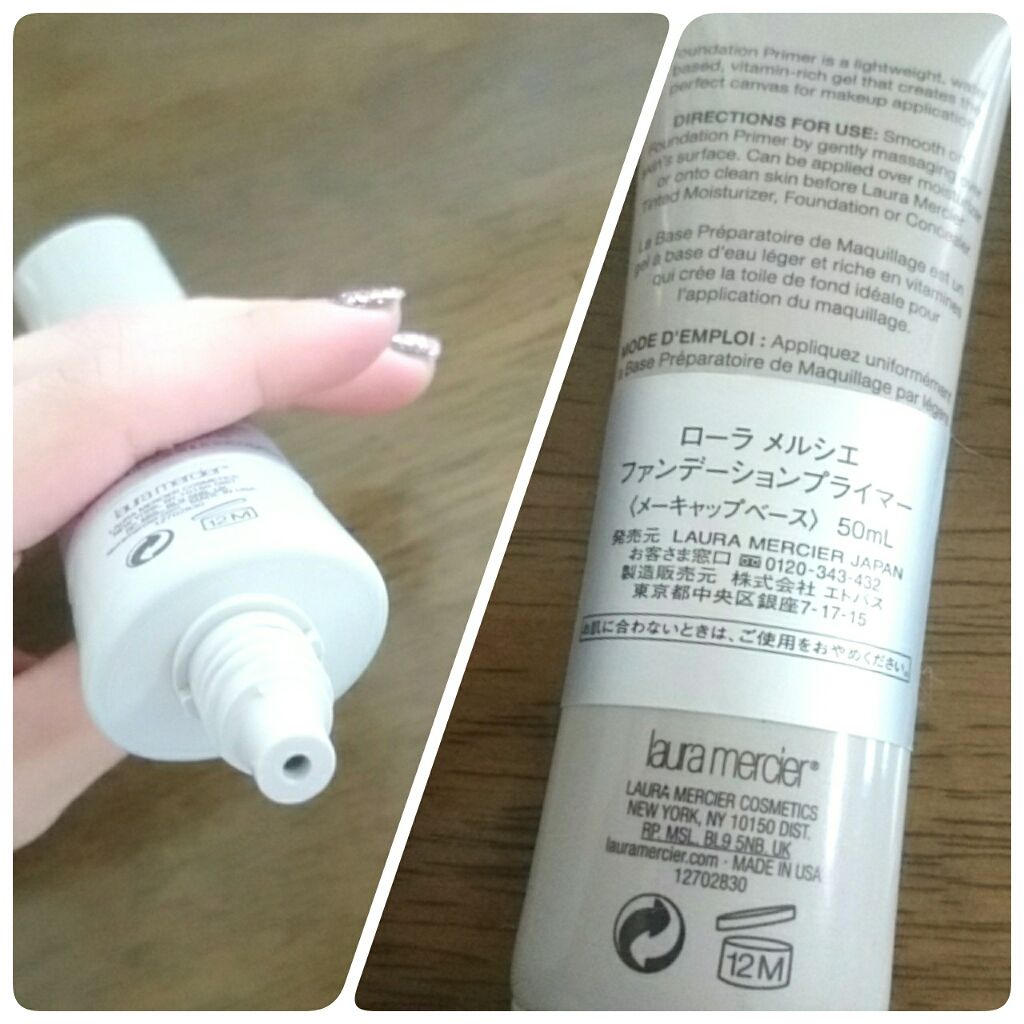 laura mercier
12M
Foundation Primer is a lightweight, water
based, vitamin-rich gel that creates the
perfect canvas for makeup application.
DIRECTIONS FOR USE: Smooth on
Foundation Primer by gently massaging over
skin's surface. Can be applied over moisturizer
or onto clean skin before Laura Mercier
Tinted Moisturizer, Foundation or Concealer.
La Base Préparatoire de Maquillage est un
gel à base d'eau léger et riche en vitamines
qui crée la toile de fond idéale pour
l'application du maquillage.
MODE D'EMPLOI : Appliquez uniformément
la Base Préparatoire de Maquillage par
ローラ メルシエ
ファンデーションプライマー
〈メーキャップベース〉 50mL
発売元 LAURA MERCIER JAPAN
お客さま窓口 0120-343-432
製造販売元 株式会社 エトバス
東京都中央区銀座7-17-15
お肌に合わないときは、ご使用をおやめください。
laura mercier®
LAURA MERCIER COSMETICS
NEW YORK, NY 10150 DIST.
RP. MSL, BL9 5NB, UK
lauramercier.com · MADE IN USA
12702830
12M